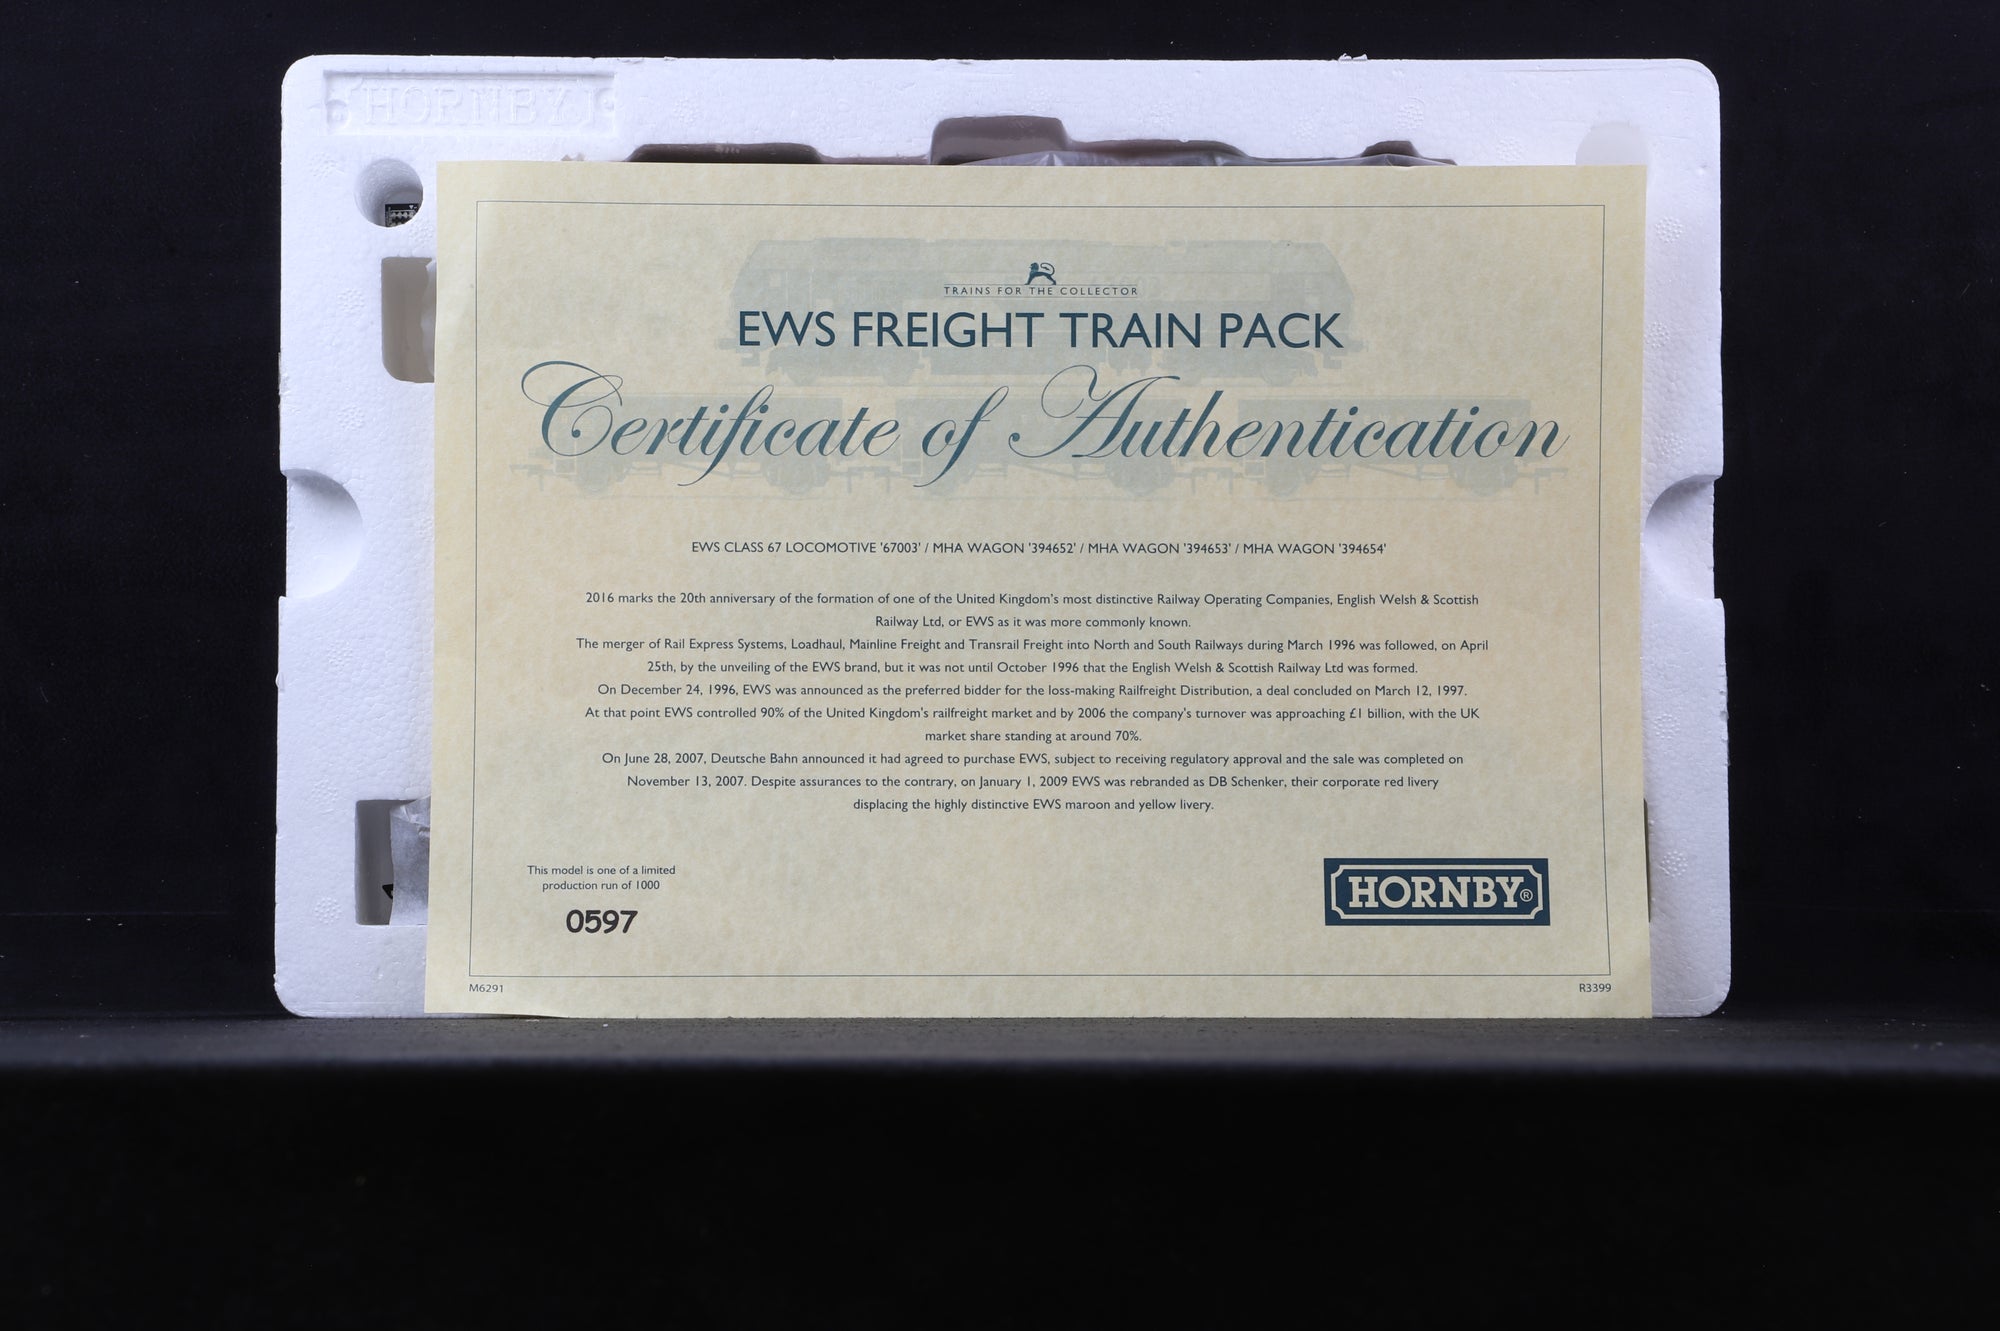 HORNBY
TRAINS FOR THE COLLECTOR
EWS FREIGHT TRAIN PACK
Certificate of Authentication
EWS CLASS 67 LOCOMOTIVE '67003' / MHA WAGON '394652' / MHA WAGON '394653' / MHA WAGON '394654'
2016 marks the 20th anniversary of the formation of one of the United Kingdom's most distinctive Railway Operating Companies, English Welsh & Scottish
Railway Ltd, or EWS as it was more commonly known.
The merger of Rail Express Systems, Loadhaul, Mainline Freight and Transrail Freight into North and South Railways during March 1996 was followed, on April
25th, by the unveiling of the EWS brand, but it was not until October 1996 that the English Welsh & Scottish Railway Ltd was formed.
On December 24, 1996, EWS was announced as the preferred bidder for the loss-making Railfreight Distribution, a deal concluded on March 12, 1997.
At that point EWS controlled 90% of the United Kingdom's railfreight market and by 2006 the company's turnover was approaching £1 billion, with the UK
market share standing at around 70%.
On June 28, 2007, Deutsche Bahn announced it had agreed to purchase EWS, subject to receiving regulatory approval and the sale was completed on
November 13, 2007. Despite assurances to the contrary, on January 1, 2009 EWS was rebranded as DB Schenker, their corporate red livery
displacing the highly distinctive EWS maroon and yellow livery.
This model is one of a limited
production run of 1000
0597
HORNBY®
M6291
R3399